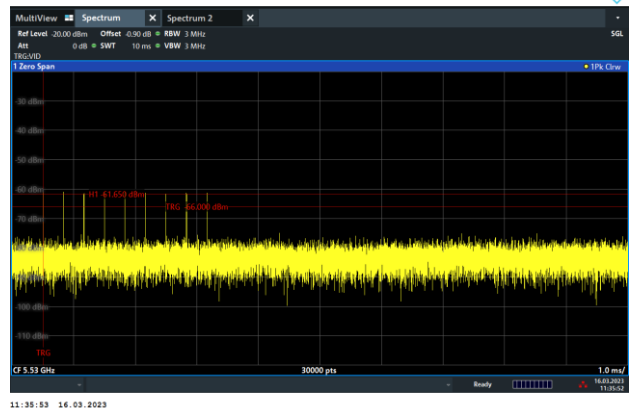 MultiView Spectrum X Spectrum 2 X
Ref Level -20.00 dBm Offset -0.90 dB RBW 3 MHz SGL
Att 0 dB SWT 10 ms VBW 3 MHz
TRG:VID
1 Zero Span 1Pk Clrw
-30 dBm
-40 dBm
-50 dBm
-60 dBm
H1 -61.650 dBm
TRG -66.000 dBm
-70 dBm
-100 dBm
-110 dBm
TRG
CF 5.53 GHz 30000 pts 1.0 ms/
Ready 16.03.2023
11:35:52
11:35:53 16.03.2023